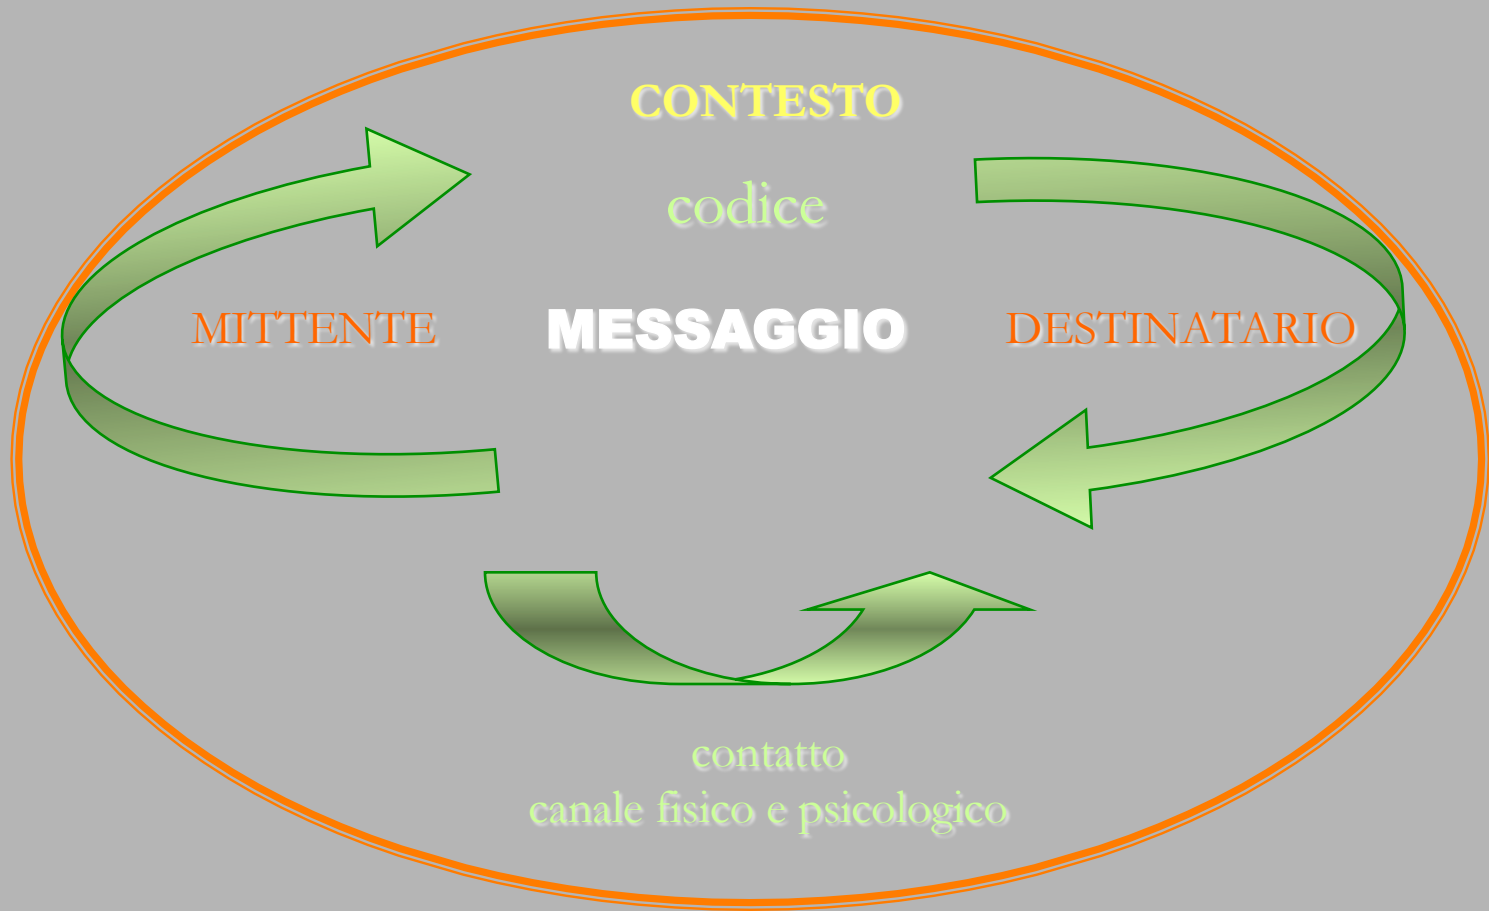 CONTESTO
codice
MITTENTE MESSAGGIO DESTINATARIO
contatto
canale fisico e psicologico